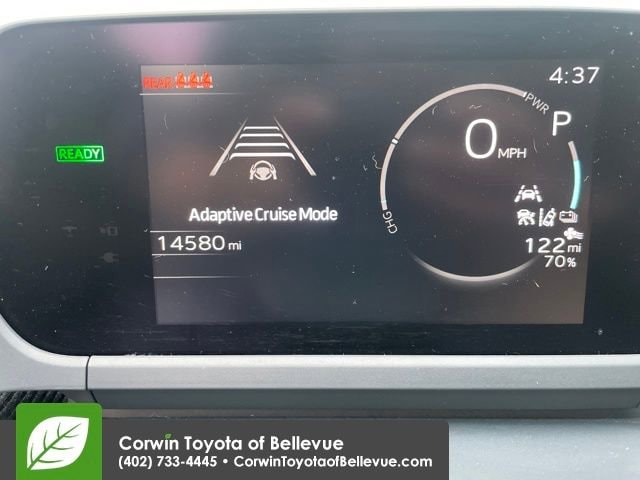 REAR
4:37
PWR
P
READY
0 MPH
Adaptive Cruise Mode
CHG
14580 mi
122 mi
70%
Corwin Toyota of Bellevue
(402) 733-4445 • CorwinToyotaofBellevue.com